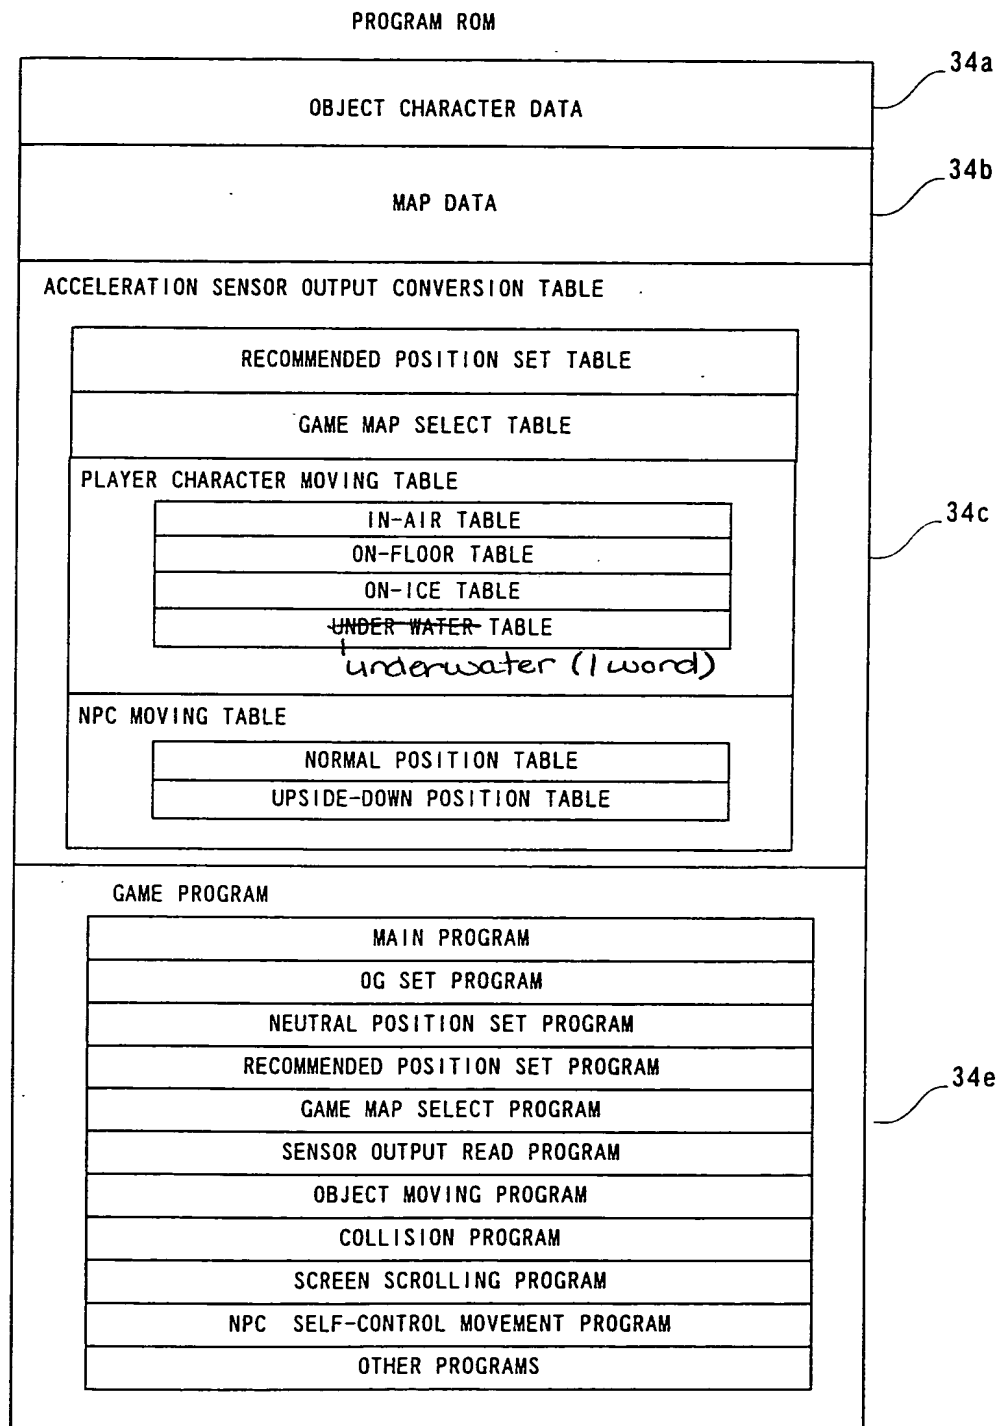 PROGRAM ROM
34a
OBJECT CHARACTER DATA
34b
MAP DATA
ACCELERATION SENSOR OUTPUT CONVERSION TABLE
RECOMMENDED POSITION SET TABLE
GAME MAP SELECT TABLE
PLAYER CHARACTER MOVING TABLE
IN-AIR TABLE
34c
ON-FLOOR TABLE
ON-ICE TABLE
UNDER WATER TABLE
underwater (1 word)
NPC MOVING TABLE
NORMAL POSITION TABLE
UPSIDE-DOWN POSITION TABLE
GAME PROGRAM
MAIN PROGRAM
0G SET PROGRAM
NEUTRAL POSITION SET PROGRAM
RECOMMENDED POSITION SET PROGRAM
34e
GAME MAP SELECT PROGRAM
SENSOR OUTPUT READ PROGRAM
OBJECT MOVING PROGRAM
COLLISION PROGRAM
SCREEN SCROLLING PROGRAM
NPC SELF-CONTROL MOVEMENT PROGRAM
OTHER PROGRAMS